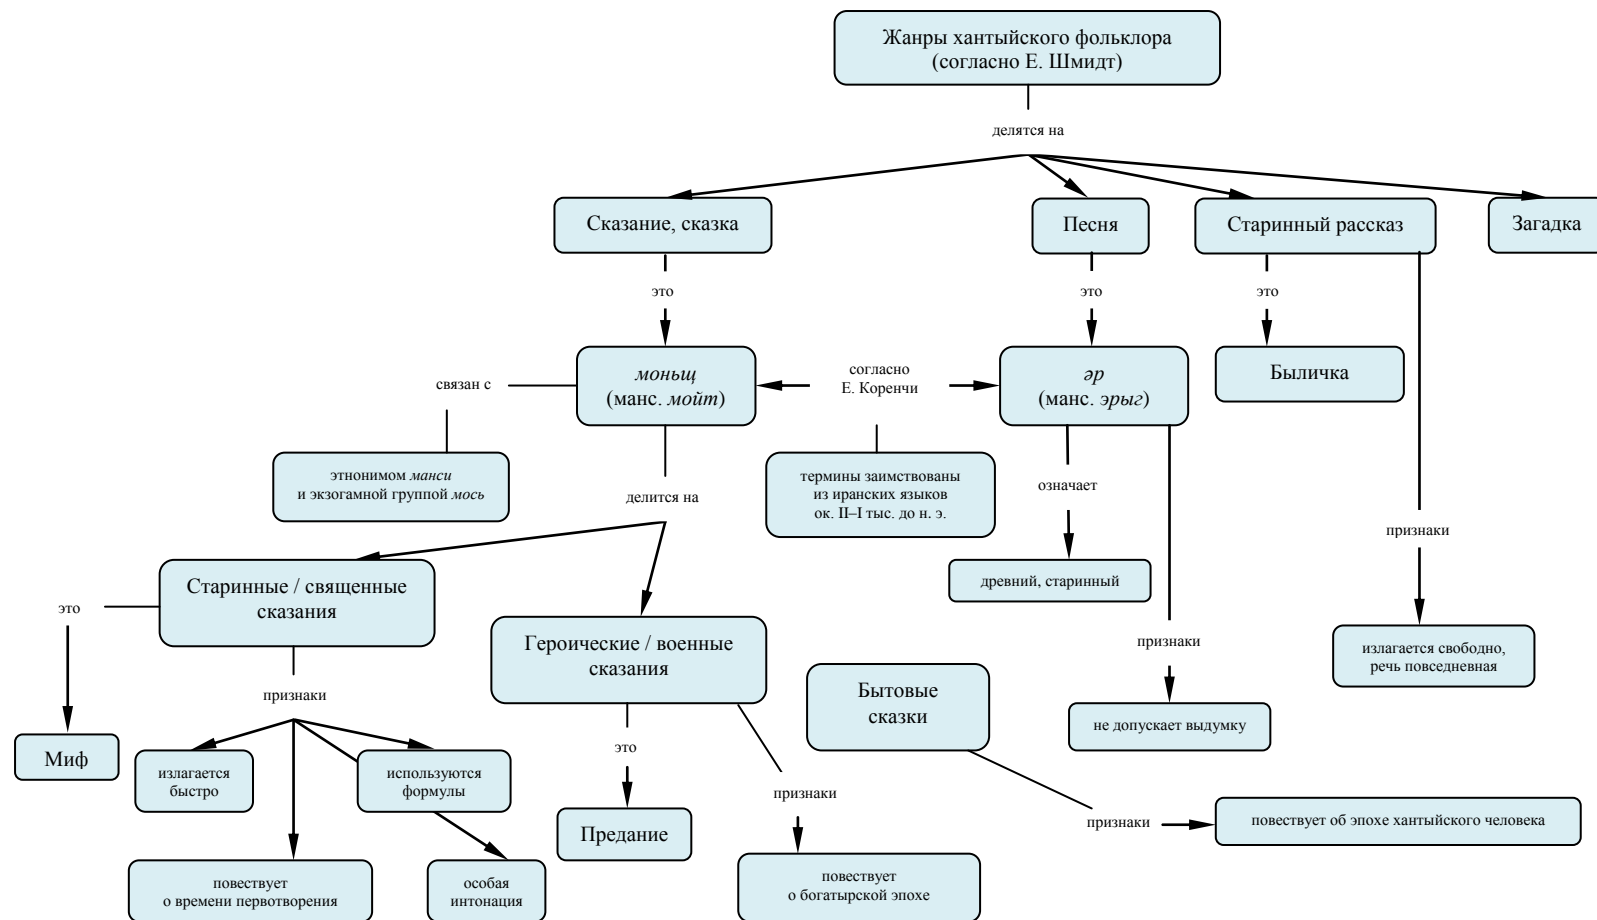 Жанры хантыйского фольклора
(согласно Е. Шмидт)
делятся на
Сказание, сказка
Песня
Старинный рассказ
Загадка
это
это
это
моньщ
(манс. мойт)
согласно
Е. Коренчи
әр
(манс. эрыг)
Быличка
связан с
этнонимом манси
и экзогамной группой мось
делится на
термины заимствованы
из иранских языков
ок. II–I тыс. до н. э.
означает
признаки
древний, старинный
Старинные / священные
сказания
это
Героические / военные
сказания
признаки
излагается свободно,
речь повседневная
Бытовые
сказки
признаки
не допускает выдумку
Миф
излагается
быстро
используются
формулы
это
признаки
Предание
признаки
повествует об эпохе хантыйского человека
повествует
о времени первотворения
особая
интонация
повествует
о богатырской эпохе